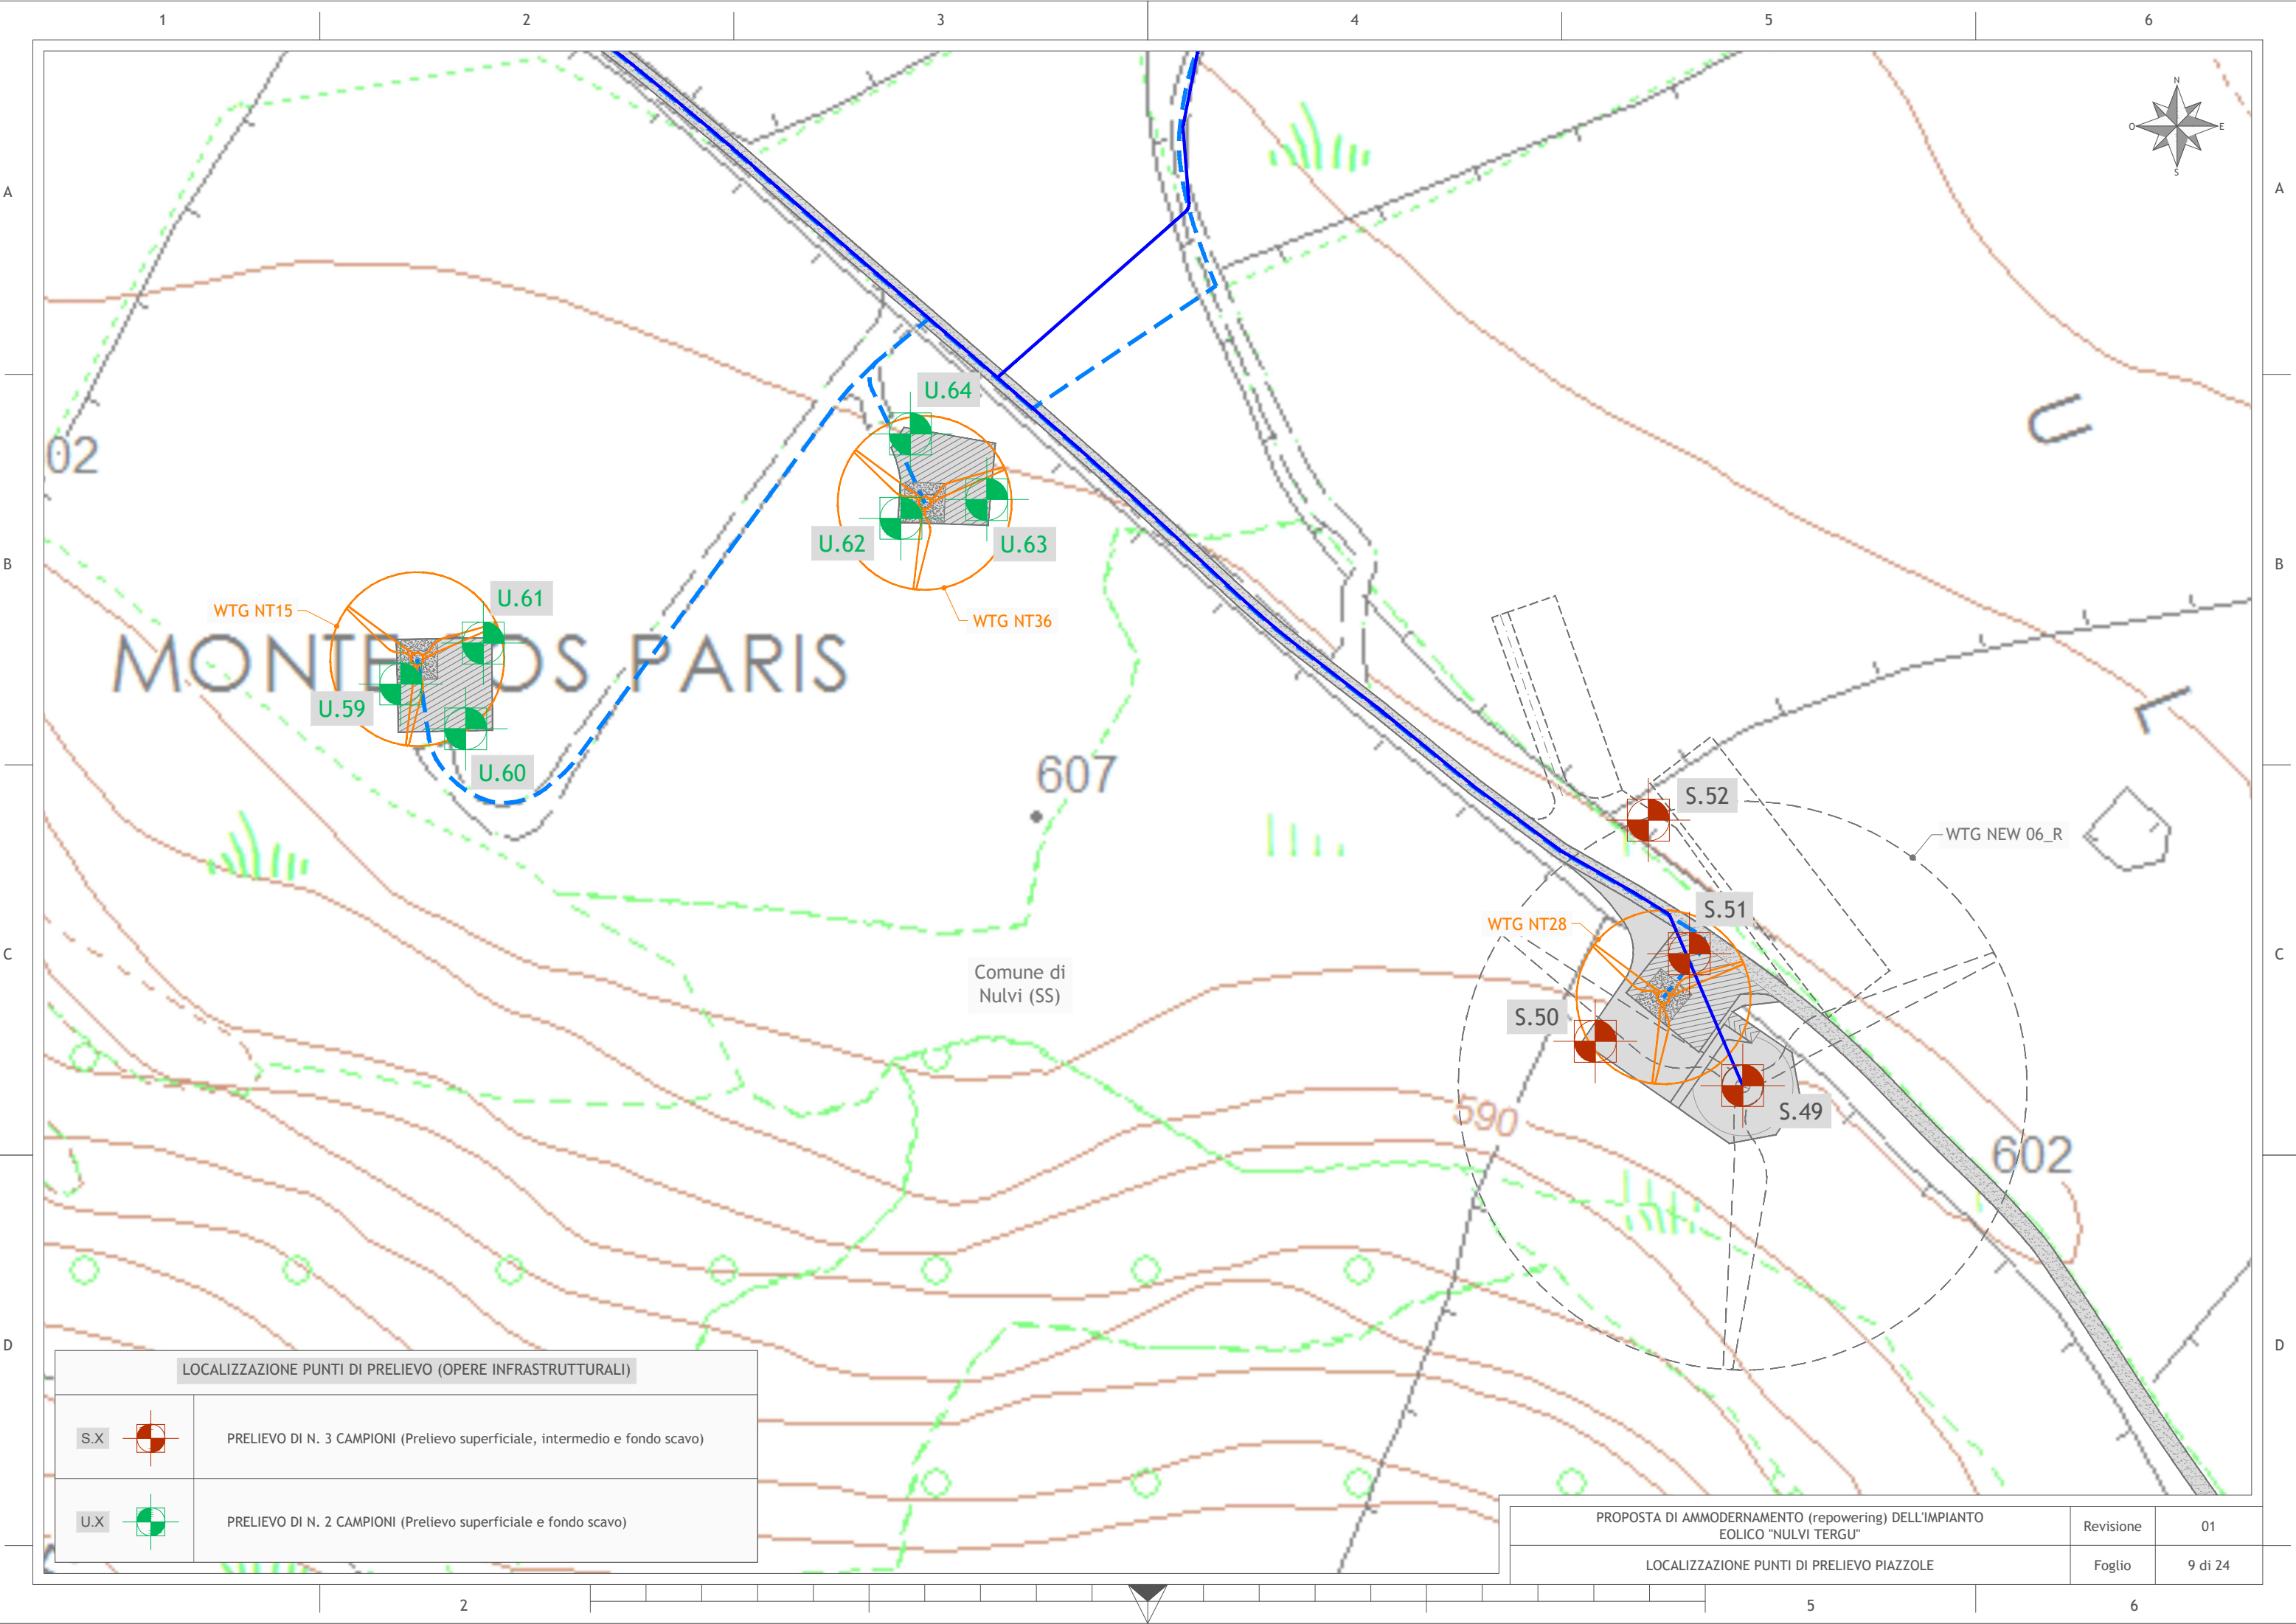 1 2 3 4 5 6
A A
N
O E
S
U.64
02
U
U.62 U.63
B B
U.61
WTG NT15
WTG NT36
MONTE OS PARIS
L
U.59
U.60
607
S.52
WTG NEW 06_R
S.51
WTG NT28
C C
Comune di
Nulvi (SS)
S.50
S.49
590
602
D D
LOCALIZZAZIONE PUNTI DI PRELIEVO (OPERE INFRASTRUTTURALI)
S.X PRELIEVO DI N. 3 CAMPIONI (Prelievo superficiale, intermedio e fondo scavo)
U.X PRELIEVO DI N. 2 CAMPIONI (Prelievo superficiale e fondo scavo)
PROPOSTA DI AMMODERNAMENTO (repowering) DELL'IMPIANTO
EOLICO "NULVI TERGU"
Revisione 01
LOCALIZZAZIONE PUNTI DI PRELIEVO PIAZZOLE
Foglio 9 di 24
2 5 6